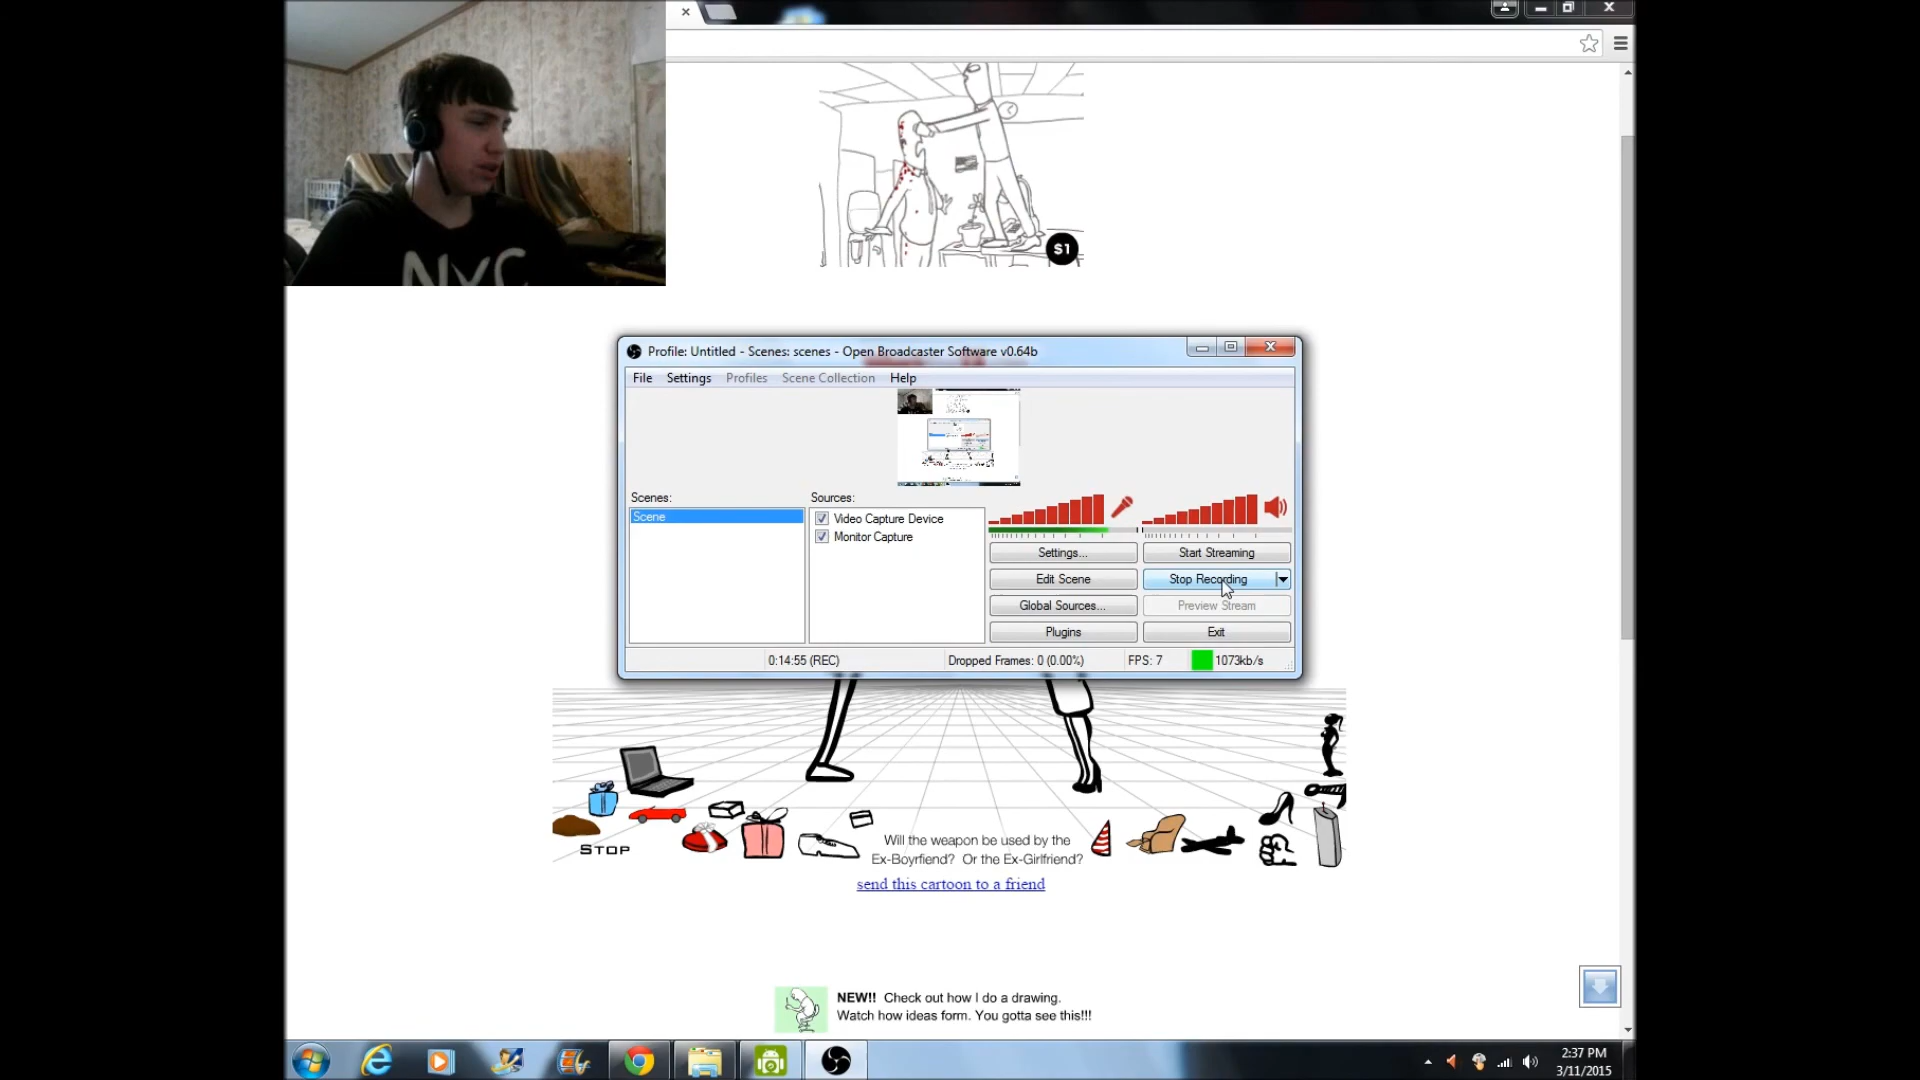 NYC
$1
Profile: Untitled - Scenes: scenes - Open Broadcaster Software v0.64b
File Settings Profiles Scene Collection Help
Scenes:
Scene
Sources:
Video Capture Device
Monitor Capture
Settings...
Start Streaming
Edit Scene
Stop Recording
Global Sources...
Preview Stream
Plugins
Exit
0:14:55 (REC)
Dropped Frames: 0 (0.00%)
FPS: 7
1073kb/s
STOP
Will the weapon be used by the
Ex-Boyrfiend? Or the Ex-Girlfriend?
send this cartoon to a friend
NEW!! Check out how I do a drawing.
Watch how ideas form. You gotta see this!!!
2:37 PM
3/11/2015